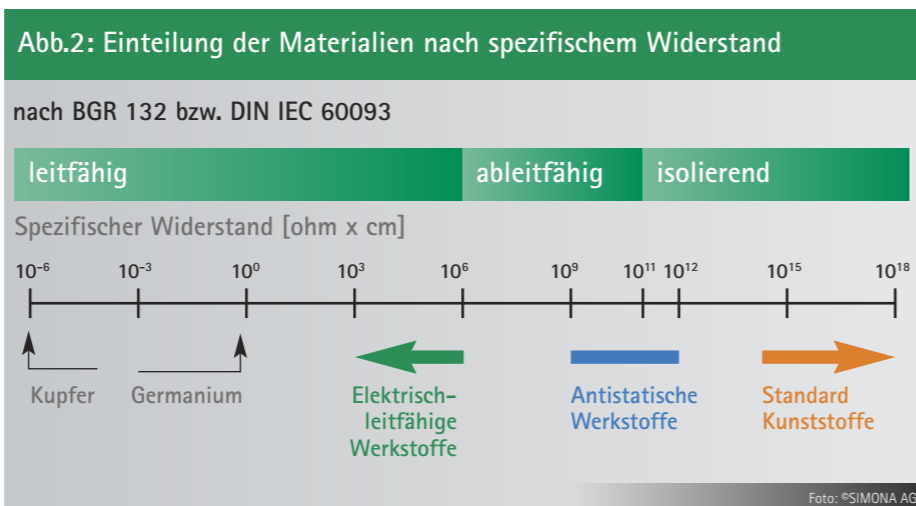 Abb.2: Einteilung der Materialien nach spezifischem Widerstand
nach BGR 132 bzw. DIN IEC 60093
leitfähig ableitfähig isolierend
Spezifischer Widerstand [ohm x cm]
10⁻⁶ 10⁻³ 10⁰ 10³ 10⁶ 10⁹ 10¹¹ 10¹² 10¹⁵ 10¹⁸
Kupfer Germanium
Elektrisch-
leitfähige
Werkstoffe
Antistatische
Werkstoffe
Standard
Kunststoffe
Foto: ©SIMONA AG